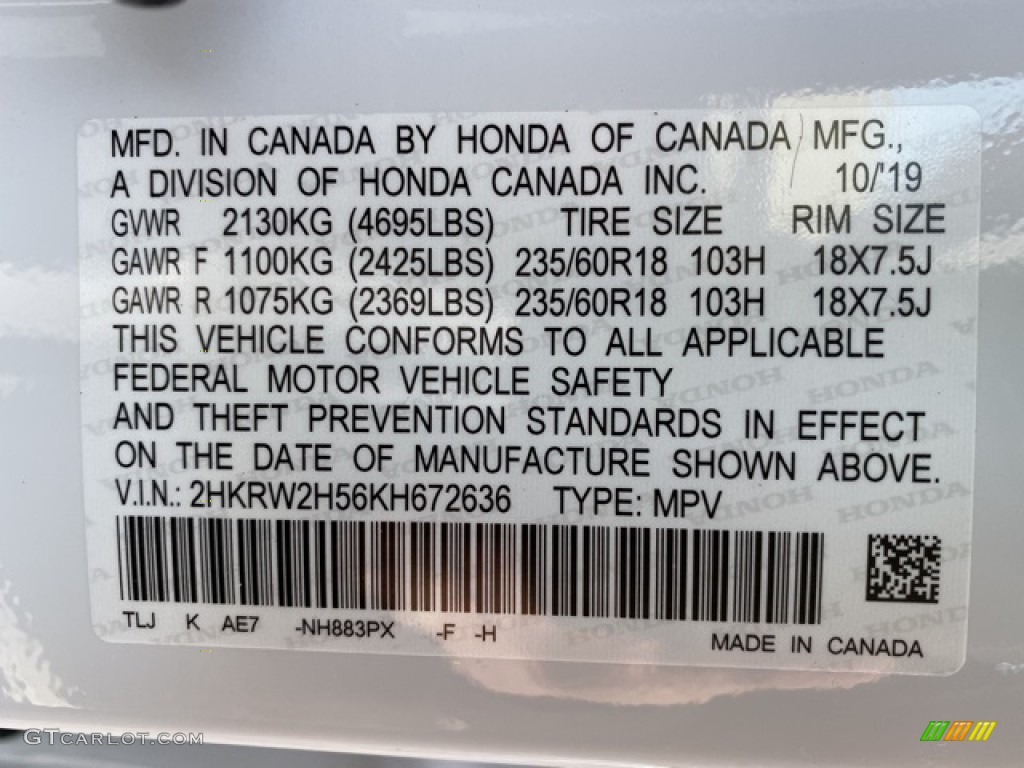 MFD. IN CANADA BY HONDA OF CANADA MFG.,
A DIVISION OF HONDA CANADA INC. 10/'19
GVWR 2130KG (4695LBS) TIRE SIZE RIM SIZE
GAWR F 1100KG (2425LBS) 235/60R18 103H 18X7.5J
GAWR R 1075KG (2369LBS) 235/60R18 103H 18X7.5J
THIS VEHICLE CONFORMS TO ALL APPLICABLE
FEDERAL MOTOR VEHICLE SAFETY
AND THEFT PREVENTION STANDARDS IN EFFECT
ON THE DATE OF MANUFACTURE SHOWN ABOVE.
V.I.N.: 2HKRW2H56KH672636 TYPE: MPV
TLJ K AE7 -NH883PX -F -H
MADE IN CANADA
GTCARLOT.COM